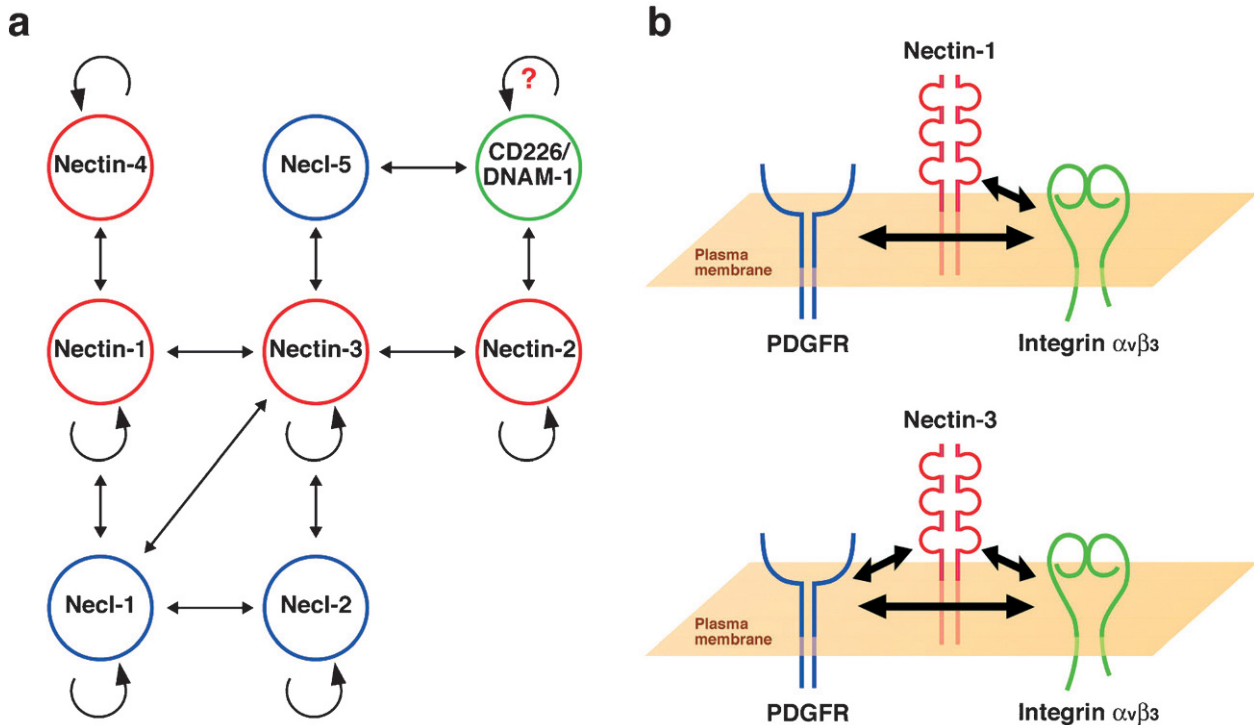 a
?
Nectin-4
Necl-5
CD226/
DNAM-1
Nectin-1
Nectin-3
Nectin-2
Necl-1
Necl-2
b
Nectin-1
Plasma
membrane
PDGFR
Integrin αvβ3
Nectin-3
Plasma
membrane
PDGFR
Integrin αvβ3